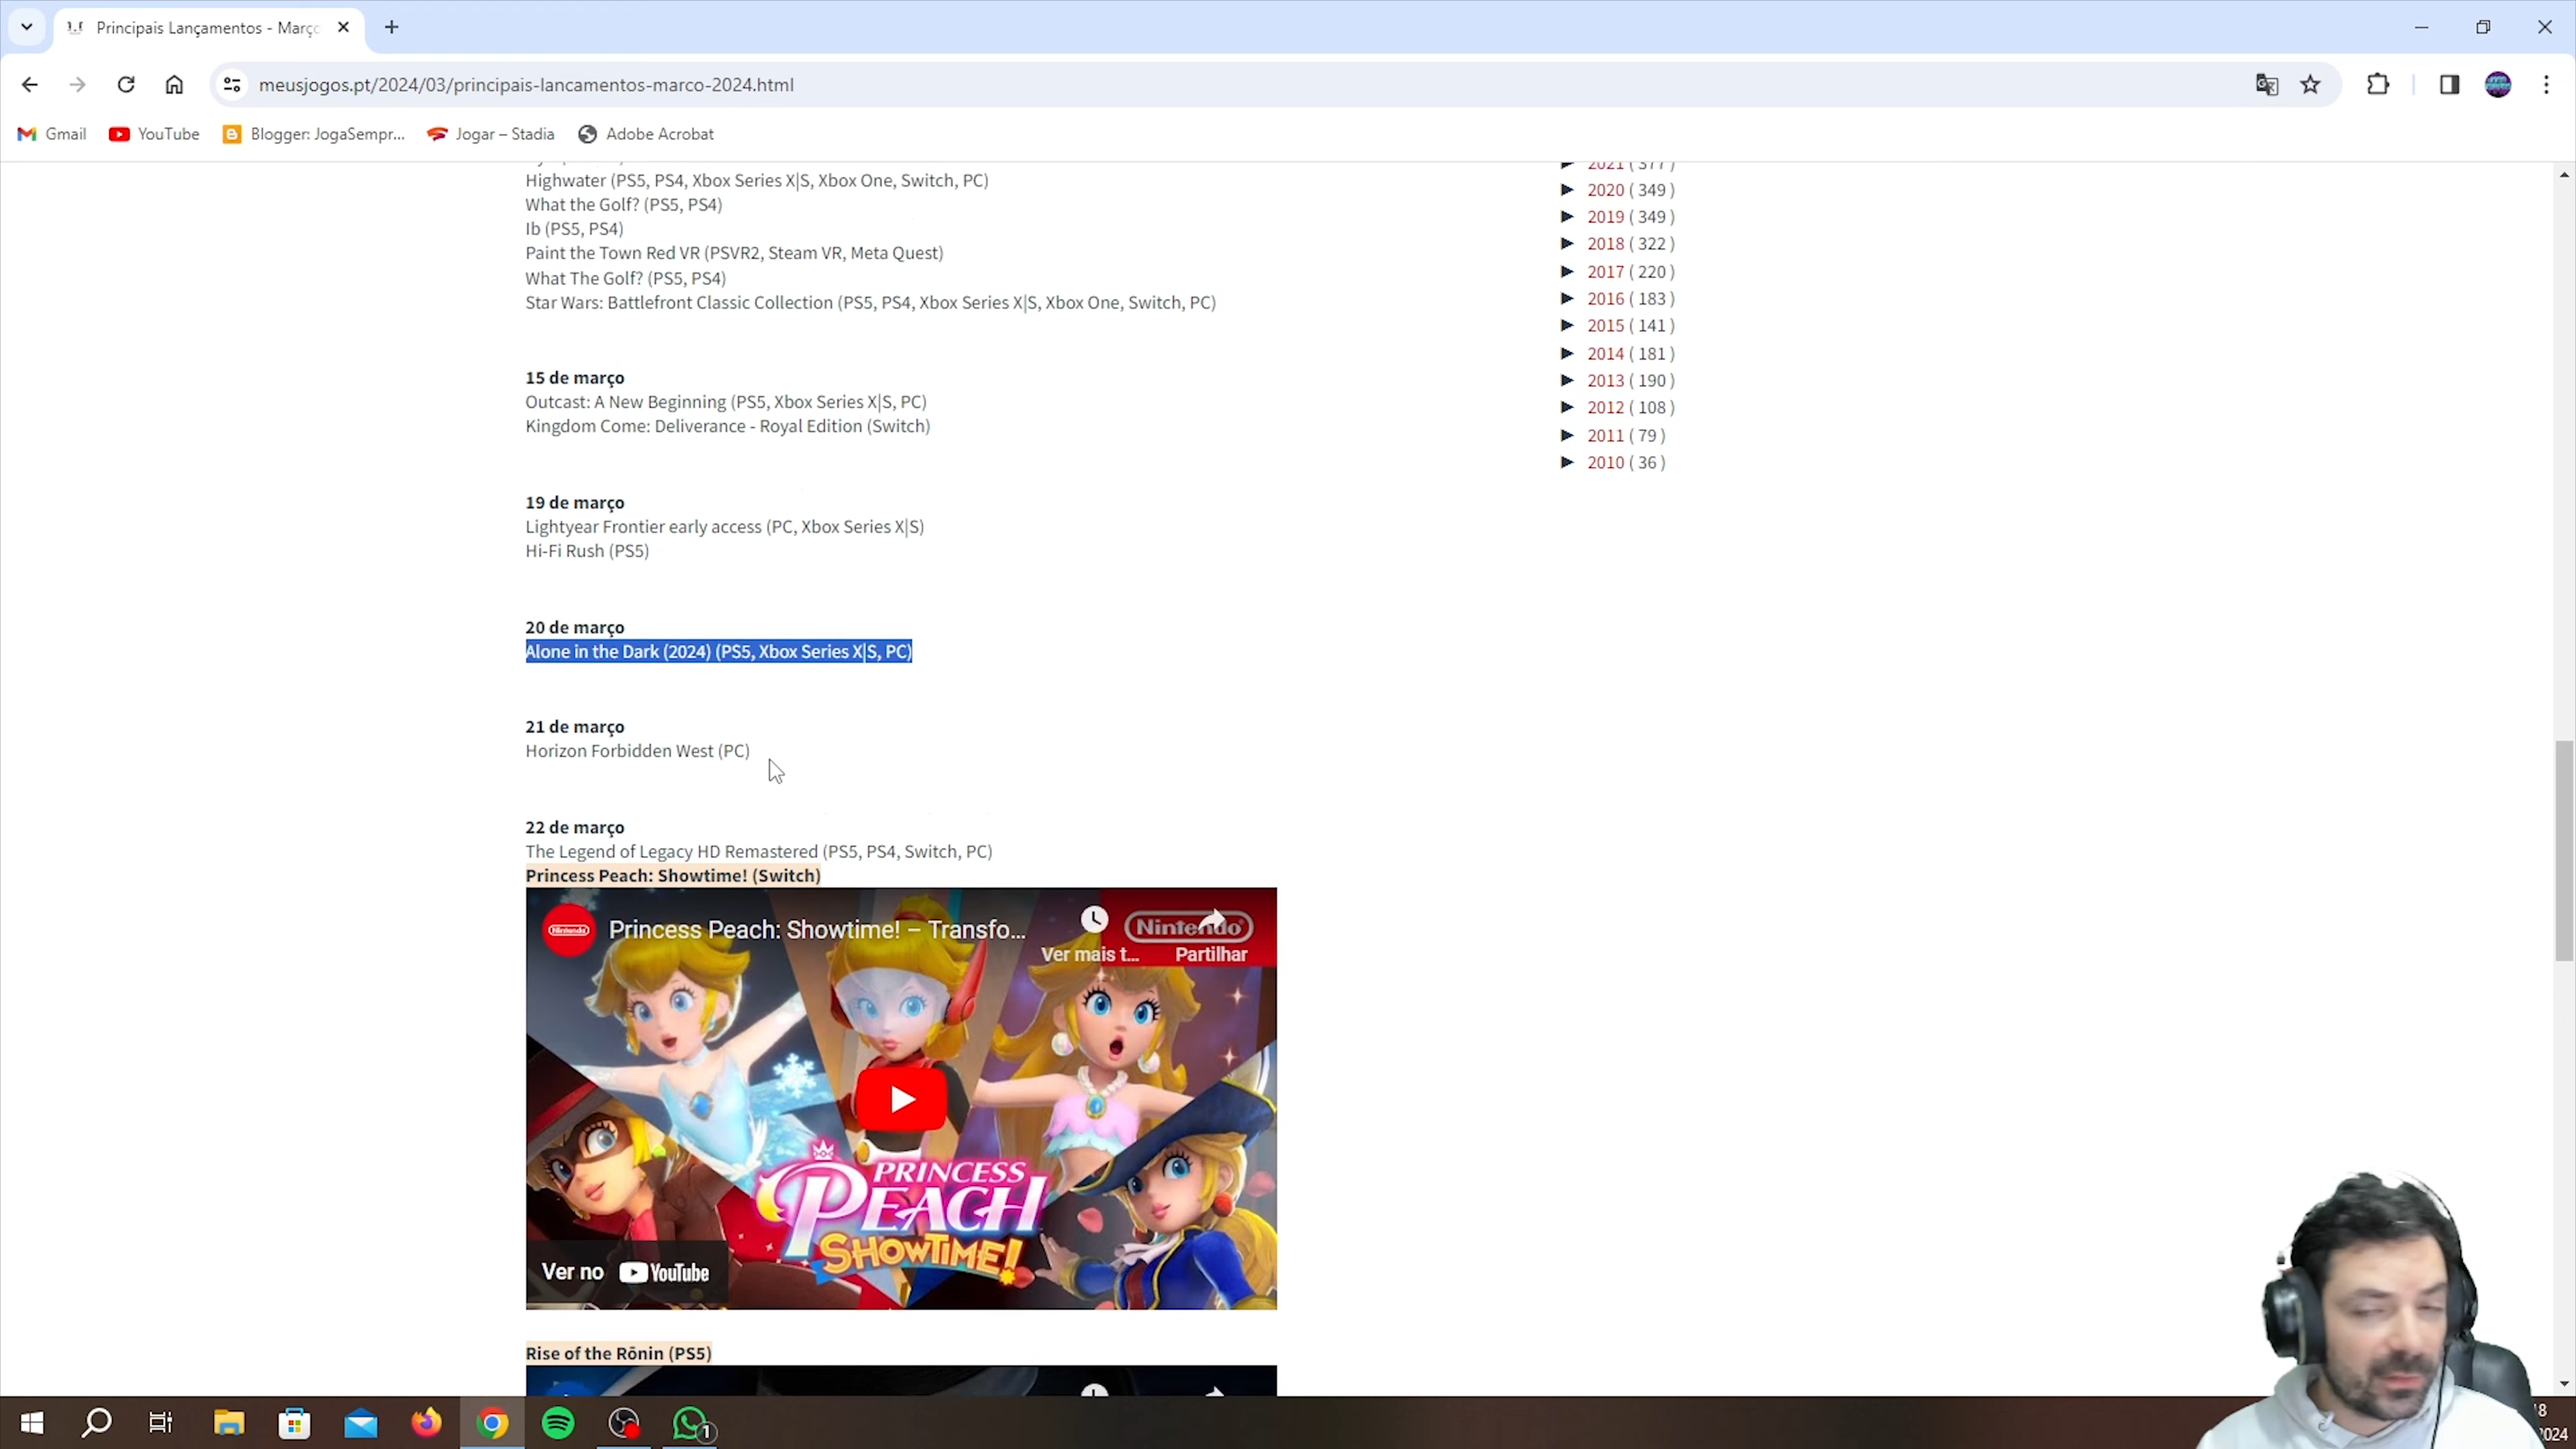 Principais Lançamentos - Març
meusjogos.pt/2024/03/principais-lancamentos-marco-2024.html
Gmail
YouTube
Blogger: JogaSempr...
Jogar – Stadia
Adobe Acrobat
Highwater (PS5, PS4, Xbox Series X|S, Xbox One, Switch, PC)
What the Golf? (PS5, PS4)
Ib (PS5, PS4)
Paint the Town Red VR (PSVR2, Steam VR, Meta Quest)
What The Golf? (PS5, PS4)
Star Wars: Battlefront Classic Collection (PS5, PS4, Xbox Series X|S, Xbox One, Switch, PC)
15 de março
Outcast: A New Beginning (PS5, Xbox Series X|S, PC)
Kingdom Come: Deliverance - Royal Edition (Switch)
19 de março
Lightyear Frontier early access (PC, Xbox Series X|S)
Hi-Fi Rush (PS5)
20 de março
Alone in the Dark (2024) (PS5, Xbox Series X|S, PC)
21 de março
Horizon Forbidden West (PC)
22 de março
The Legend of Legacy HD Remastered (PS5, PS4, Switch, PC)
Princess Peach: Showtime! (Switch)
Nintendo
Princess Peach: Showtime! – Transfo...
Nintendo
Ver mais t...
Partilhar
PRINCESS
PEACH
SHOWTIME!
Ver no YouTube
Rise of the Rōnin (PS5)
► 2021 ( 377 )
► 2020 ( 349 )
► 2019 ( 349 )
► 2018 ( 322 )
► 2017 ( 220 )
► 2016 ( 183 )
► 2015 ( 141 )
► 2014 ( 181 )
► 2013 ( 190 )
► 2012 ( 108 )
► 2011 ( 79 )
► 2010 ( 36 )
1